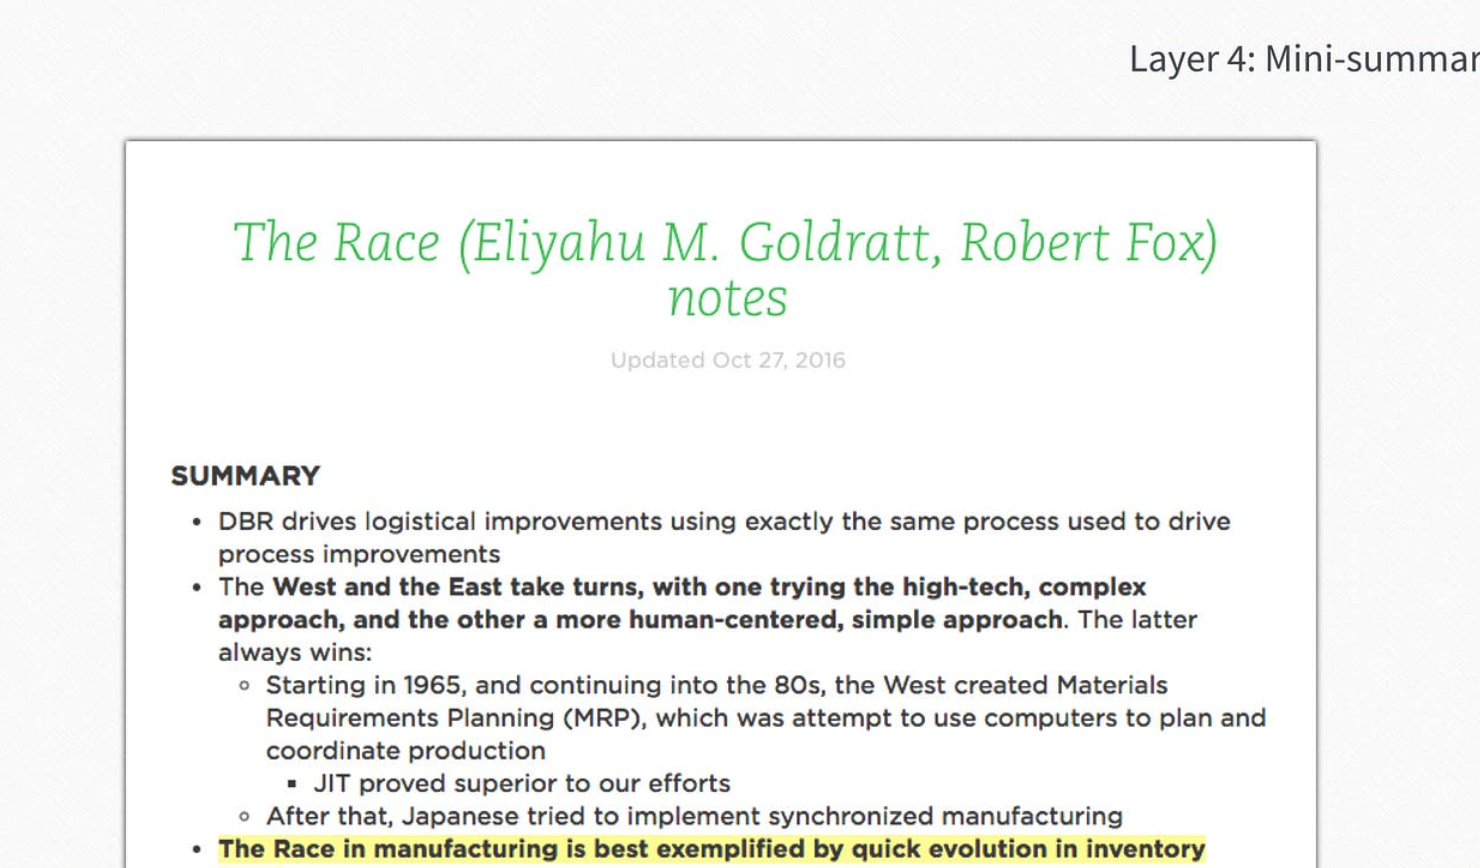 Layer 4: Mini-summar
The Race (Eliyahu M. Goldratt, Robert Fox)
notes
Updated Oct 27, 2016
SUMMARY
• DBR drives logistical improvements using exactly the same process used to drive
process improvements
• The West and the East take turns, with one trying the high-tech, complex
approach, and the other a more human-centered, simple approach. The latter
always wins:
◦ Starting in 1965, and continuing into the 80s, the West created Materials
Requirements Planning (MRP), which was attempt to use computers to plan and
coordinate production
▪ JIT proved superior to our efforts
◦ After that, Japanese tried to implement synchronized manufacturing
• The Race in manufacturing is best exemplified by quick evolution in inventory